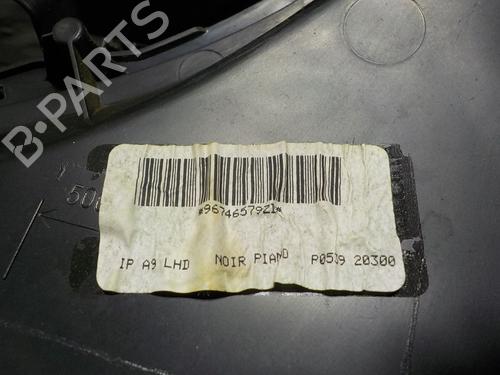 B-PARTS
*9674657921*
IP A9 LHD NOIR PIANO P0539 20300